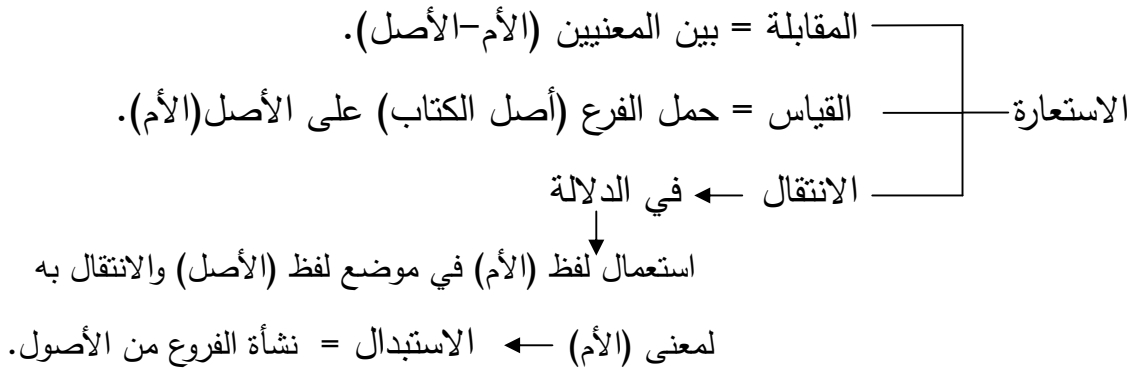 المقابلة = بين المعنيين (الأم–الأصل).
القياس = حمل الفرع (أصل الكتاب) على الأصل(الأم).
الاستعارة
الانتقال ← في الدلالة
↓
استعمال لفظ (الأم) في موضع لفظ (الأصل) والانتقال به
لمعنى (الأم) ← الاستبدال = نشأة الفروع من الأصول.